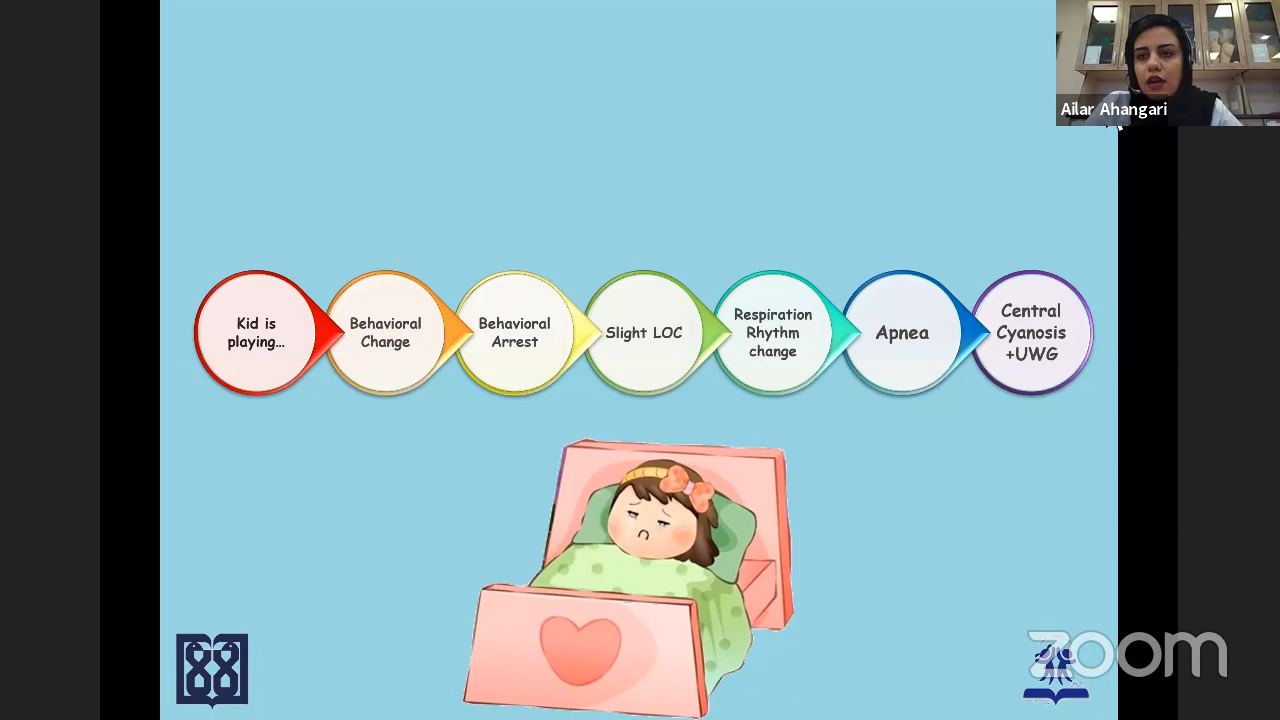 Ailar Ahangari
Kid is
playing...
Behavioral
Change
Behavioral
Arrest
Slight LOC
Respiration
Rhythm
change
Apnea
Central
Cyanosis
+UWG
zoom